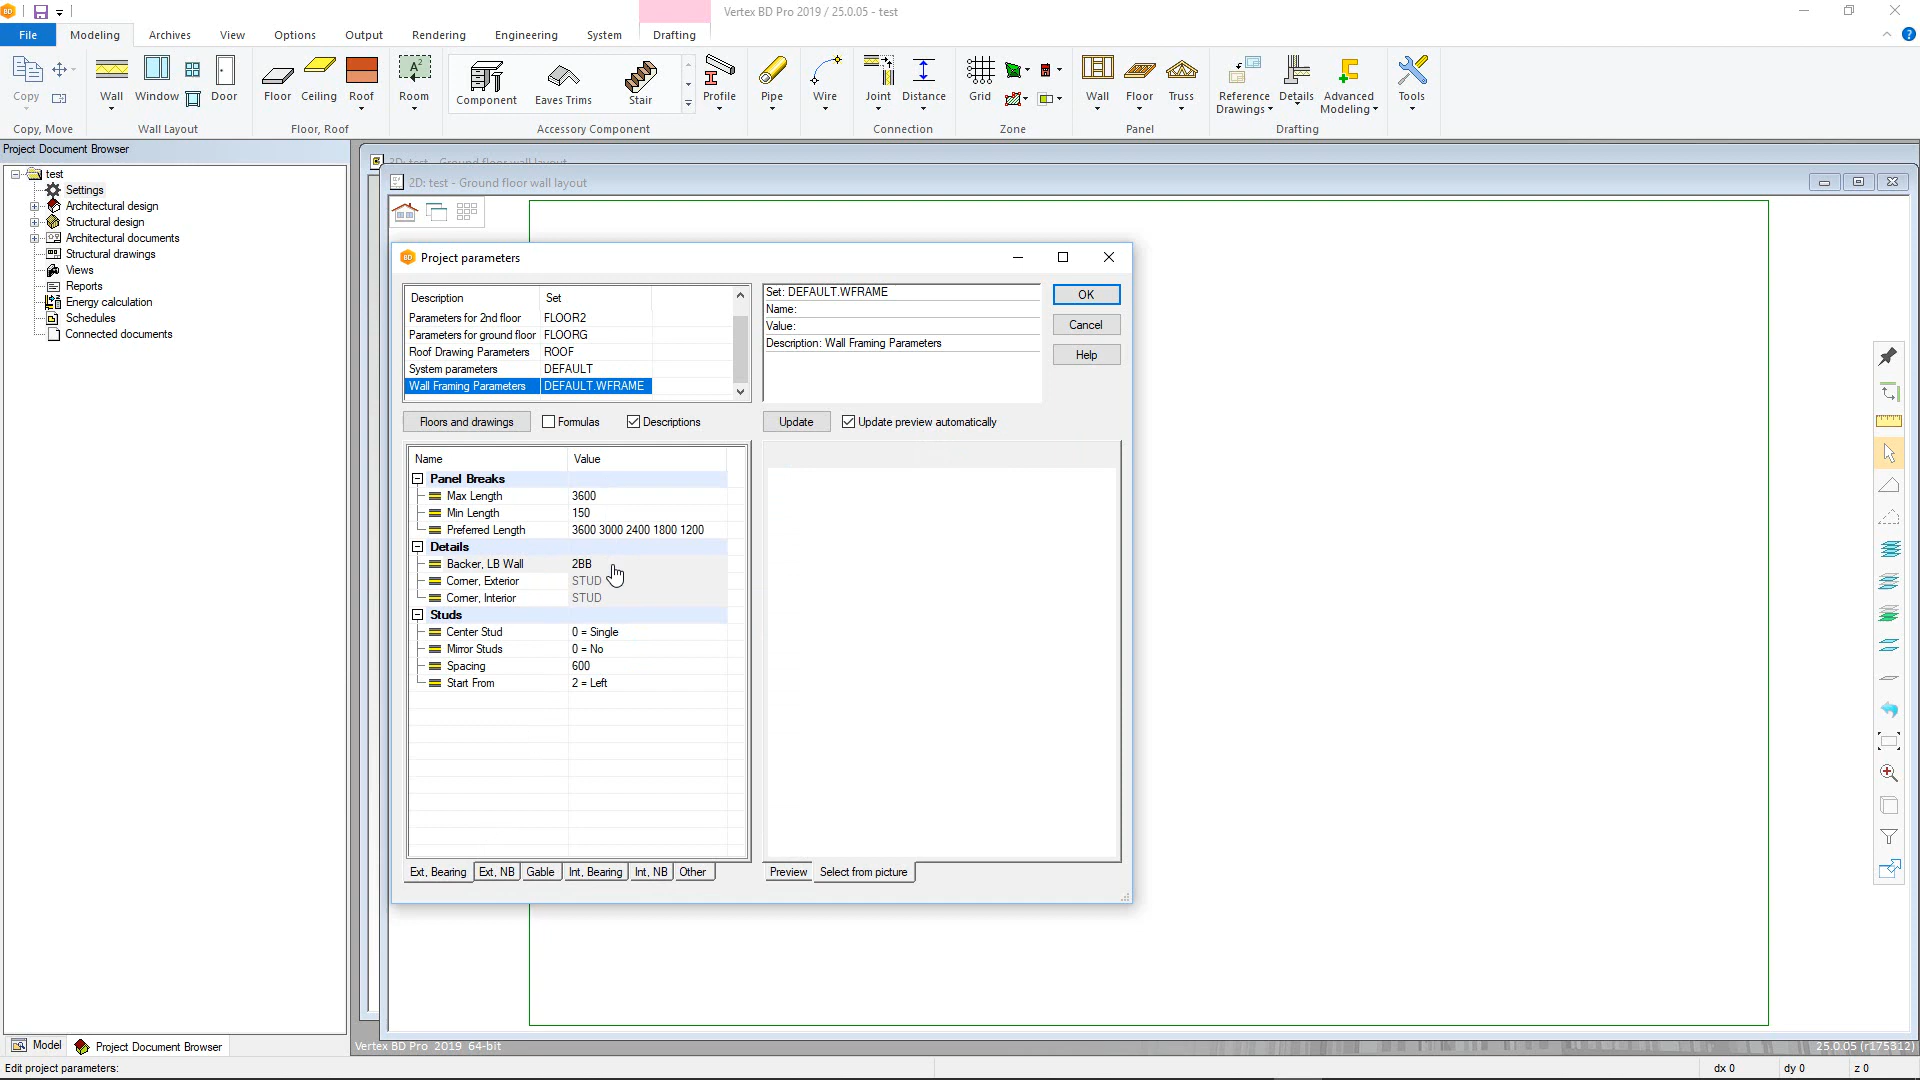 Vertex BD Pro 2019 / 25.0.05 - test
File Modeling Archives View Options Output Rendering Engineering System Drafting
Copy Wall Window Door Floor Ceiling Roof Room Component Eaves Trims Stair Profile Pipe Wire Joint Distance Grid Wall Floor Truss Reference Drawings Details Advanced Modeling Tools
Copy, Move Wall Layout Floor, Roof Accessory Component Connection Zone Panel Drafting
Project Document Browser
test
Settings
Architectural design
Structural design
Architectural documents
Structural drawings
Views
Reports
Energy calculation
Schedules
Connected documents
2D: test - Ground floor wall layout
2D: test - Ground floor wall layout
Project parameters
Description Set
Parameters for 2nd floor FLOOR2
Parameters for ground floor FLOORG
Roof Drawing Parameters ROOF
System parameters DEFAULT
Wall Framing Parameters DEFAULT.WFRAME
Set: DEFAULT.WFRAME
Name:
Value:
Description: Wall Framing Parameters
OK
Cancel
Help
Floors and drawings Formulas Descriptions Update Update preview automatically
Name Value
Panel Breaks
Max Length 3600
Min Length 150
Preferred Length 3600 3000 2400 1800 1200
Details
Backer, LB Wall 2BB
Corner, Exterior STUD
Corner, Interior STUD
Studs
Center Stud 0 = Single
Mirror Studs 0 = No
Spacing 600
Start From 2 = Left
Ext, Bearing Ext, NB Gable Int, Bearing Int, NB Other Preview Select from picture
Model Project Document Browser
Vertex BD Pro 2019 64-bit 25.0.05 (r175312)
Edit project parameters: dx 0 dy 0 z 0